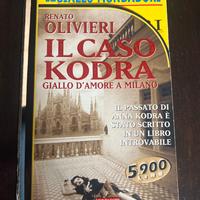 GIALLO MONDADORI
I
RENATO
OLIVIERI
IL CASO
KODRA
GIALLO D'AMORE A MILANO
IL PASSATO DI
ANNA KODRA È
STATO SCRITTO
IN UN LIBRO
INTROVABILE
5900